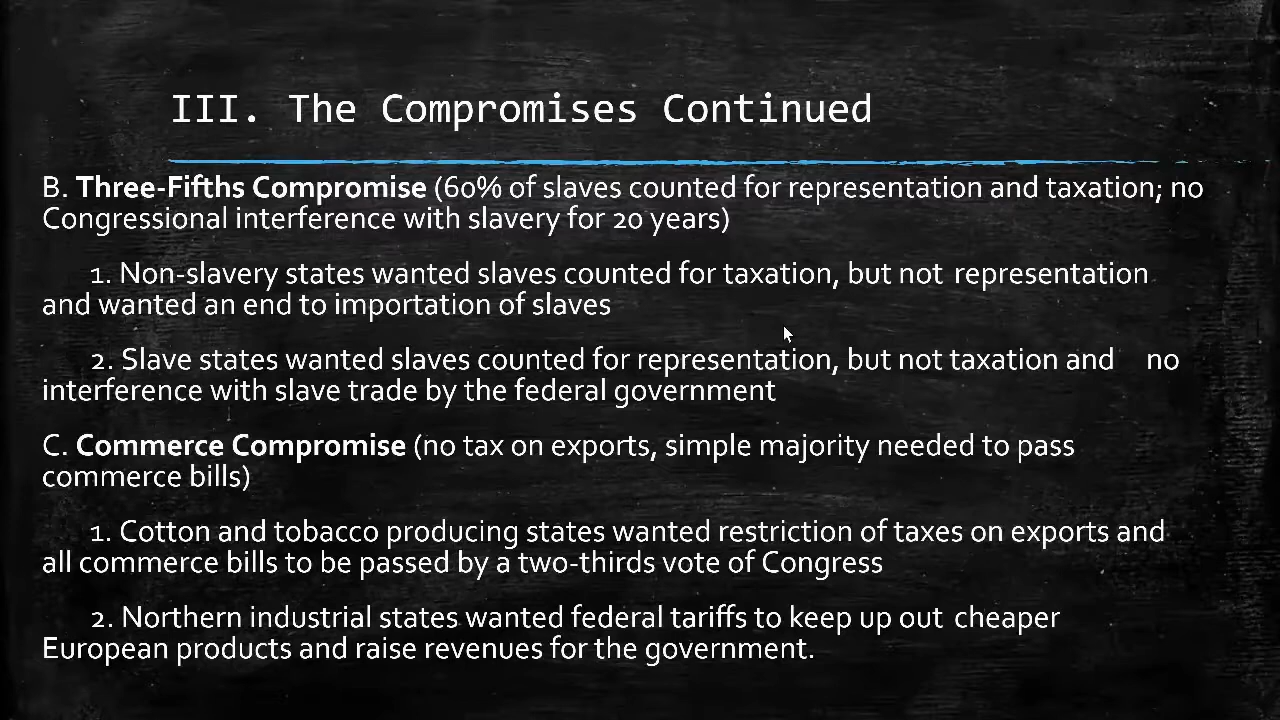 III. The Compromises Continued
B. Three-Fifths Compromise (60% of slaves counted for representation and taxation; no
Congressional interference with slavery for 20 years)
1. Non-slavery states wanted slaves counted for taxation, but not representation
and wanted an end to importation of slaves
2. Slave states wanted slaves counted for representation, but not taxation and no
interference with slave trade by the federal government
C. Commerce Compromise (no tax on exports, simple majority needed to pass
commerce bills)
1. Cotton and tobacco producing states wanted restriction of taxes on exports and
all commerce bills to be passed by a two-thirds vote of Congress
2. Northern industrial states wanted federal tariffs to keep up out cheaper
European products and raise revenues for the government.